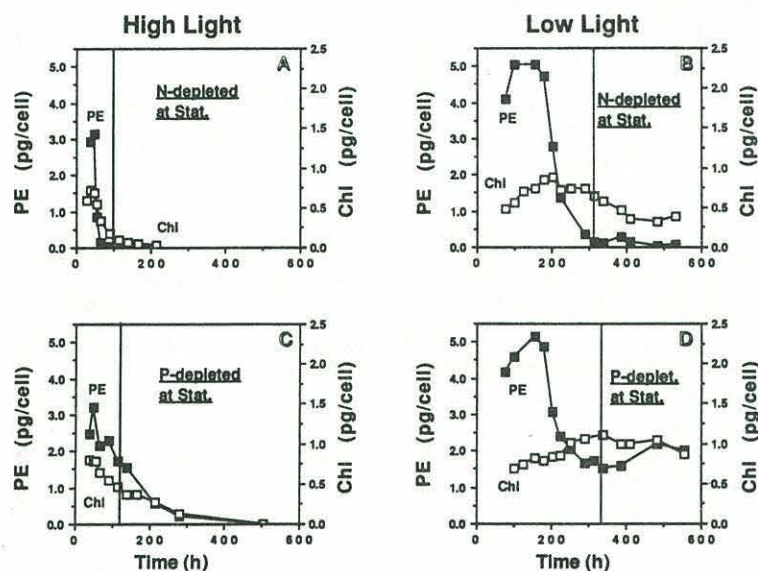 High Light
Low Light
A
N-depleted
at Stat.
PE
Chl
PE (pg/cell)
5.0
4.0
3.0
2.0
1.0
0.0
2.5
2.0
1.5
1.0
0.5
0.0
Chl (pg/cell)
0 200 400 600
B
N-depleted
at Stat.
PE
Chl
PE (pg/cell)
5.0
4.0
3.0
2.0
1.0
0.0
2.5
2.0
1.5
1.0
0.5
0.0
Chl (pg/cell)
0 200 400 600
C
P-depleted
at Stat.
PE
Chl
PE (pg/cell)
5.0
4.0
3.0
2.0
1.0
0.0
2.5
2.0
1.5
1.0
0.5
0.0
Chl (pg/cell)
0 200 400 600
Time (h)
D
P-deplet.
at Stat.
PE
Chl
PE (pg/cell)
5.0
4.0
3.0
2.0
1.0
0.0
2.5
2.0
1.5
1.0
0.5
0.0
Chl (pg/cell)
0 200 400 600
Time (h)